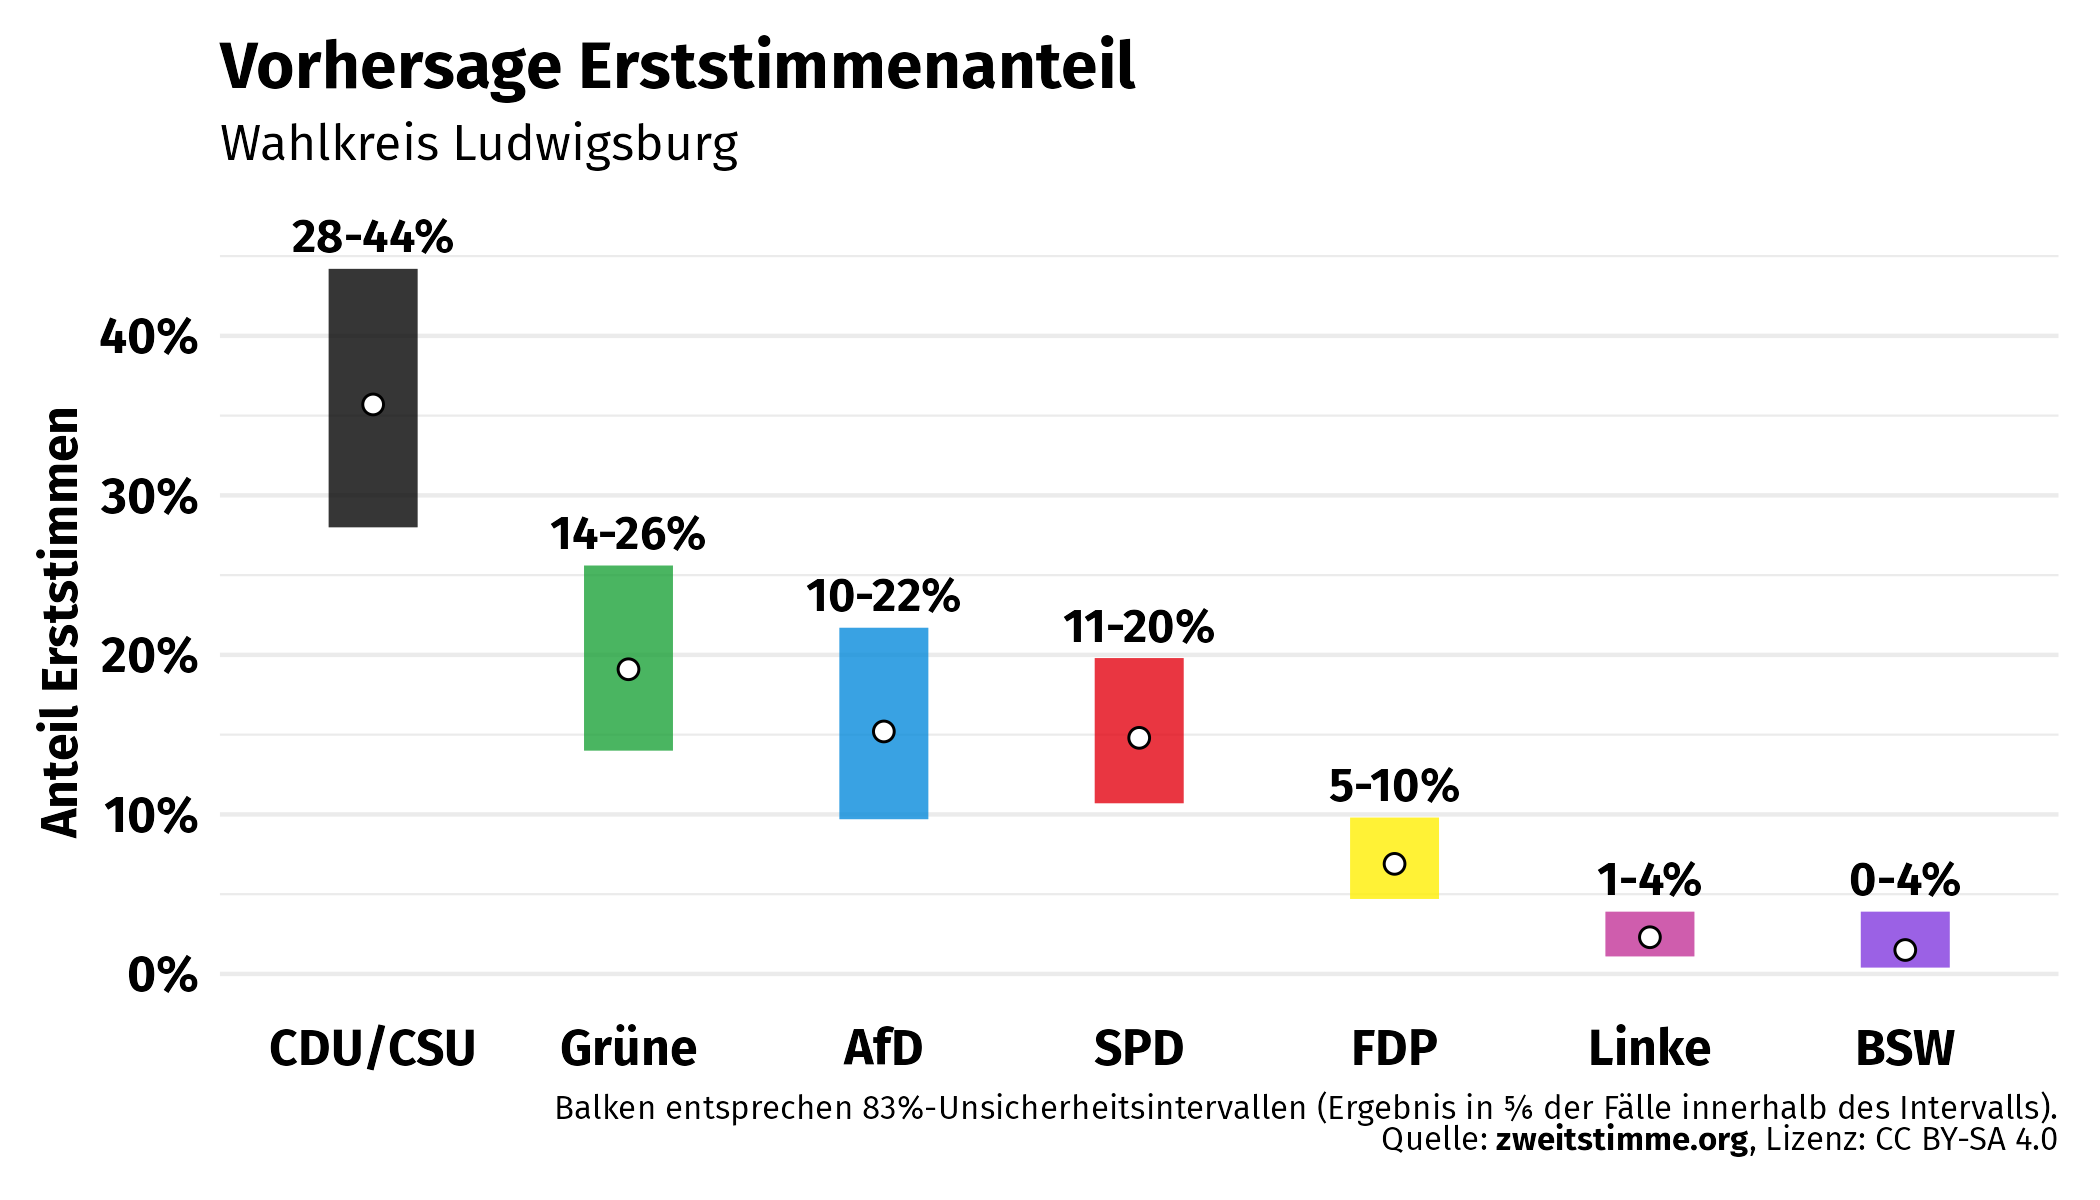 Vorhersage Erststimmenanteil
Wahlkreis Ludwigsburg
Anteil Erststimmen
40%
30%
20%
10%
0%
28-44%
14-26%
10-22%
11-20%
5-10%
1-4%
0-4%
CDU/CSU Grüne AfD SPD FDP Linke BSW
Balken entsprechen 83%-Unsicherheitsintervallen (Ergebnis in ⅚ der Fälle innerhalb des Intervalls).
Quelle: zweitstimme.org, Lizenz: CC BY-SA 4.0